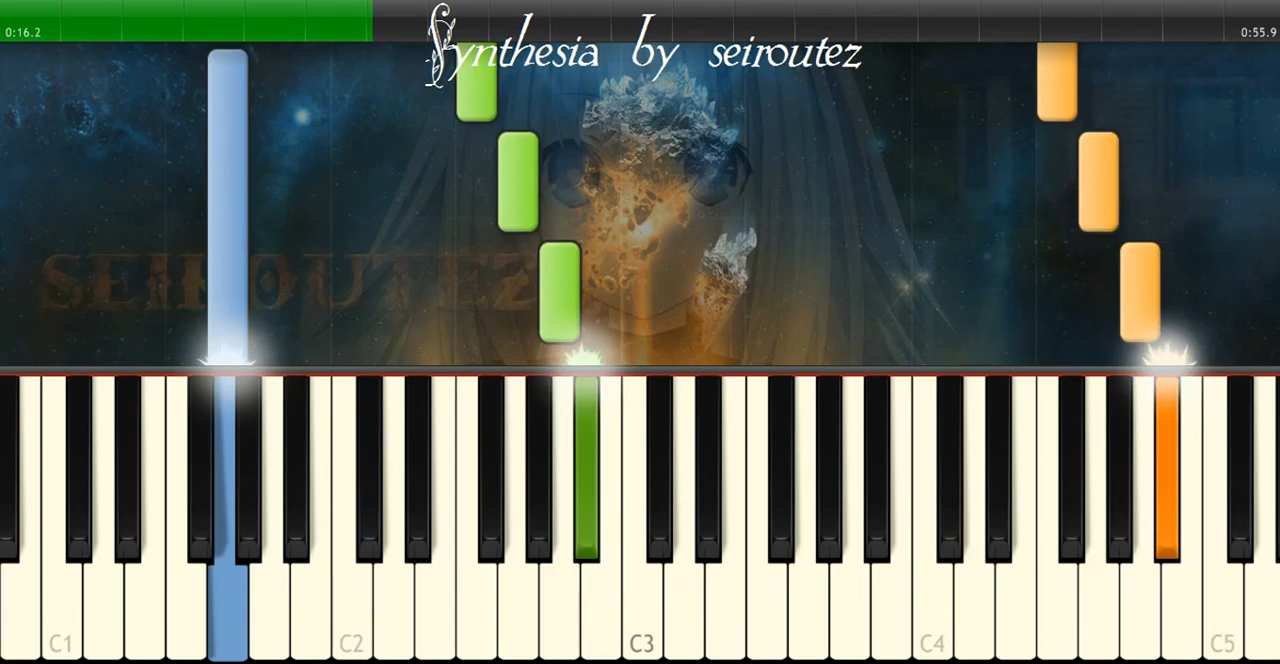 0:16.2
Synthesia by seiroutez
0:55.9
SEIROUTEZ
C1
C2
C3
C4
C5